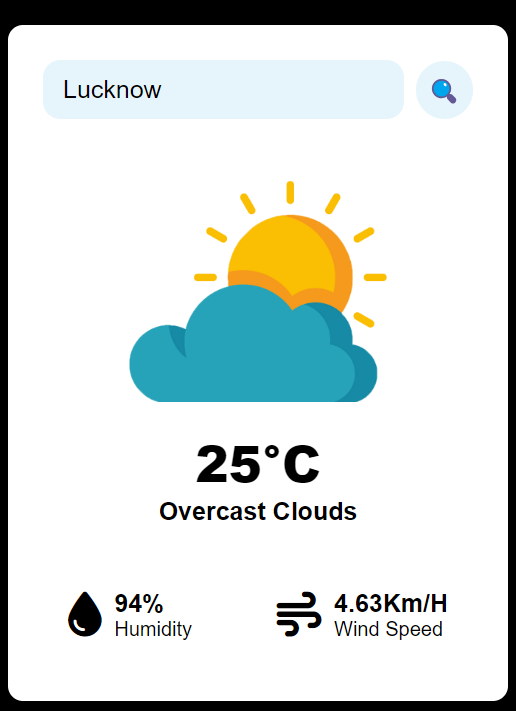 Lucknow
25°C
Overcast Clouds
94%
Humidity
4.63Km/H
Wind Speed